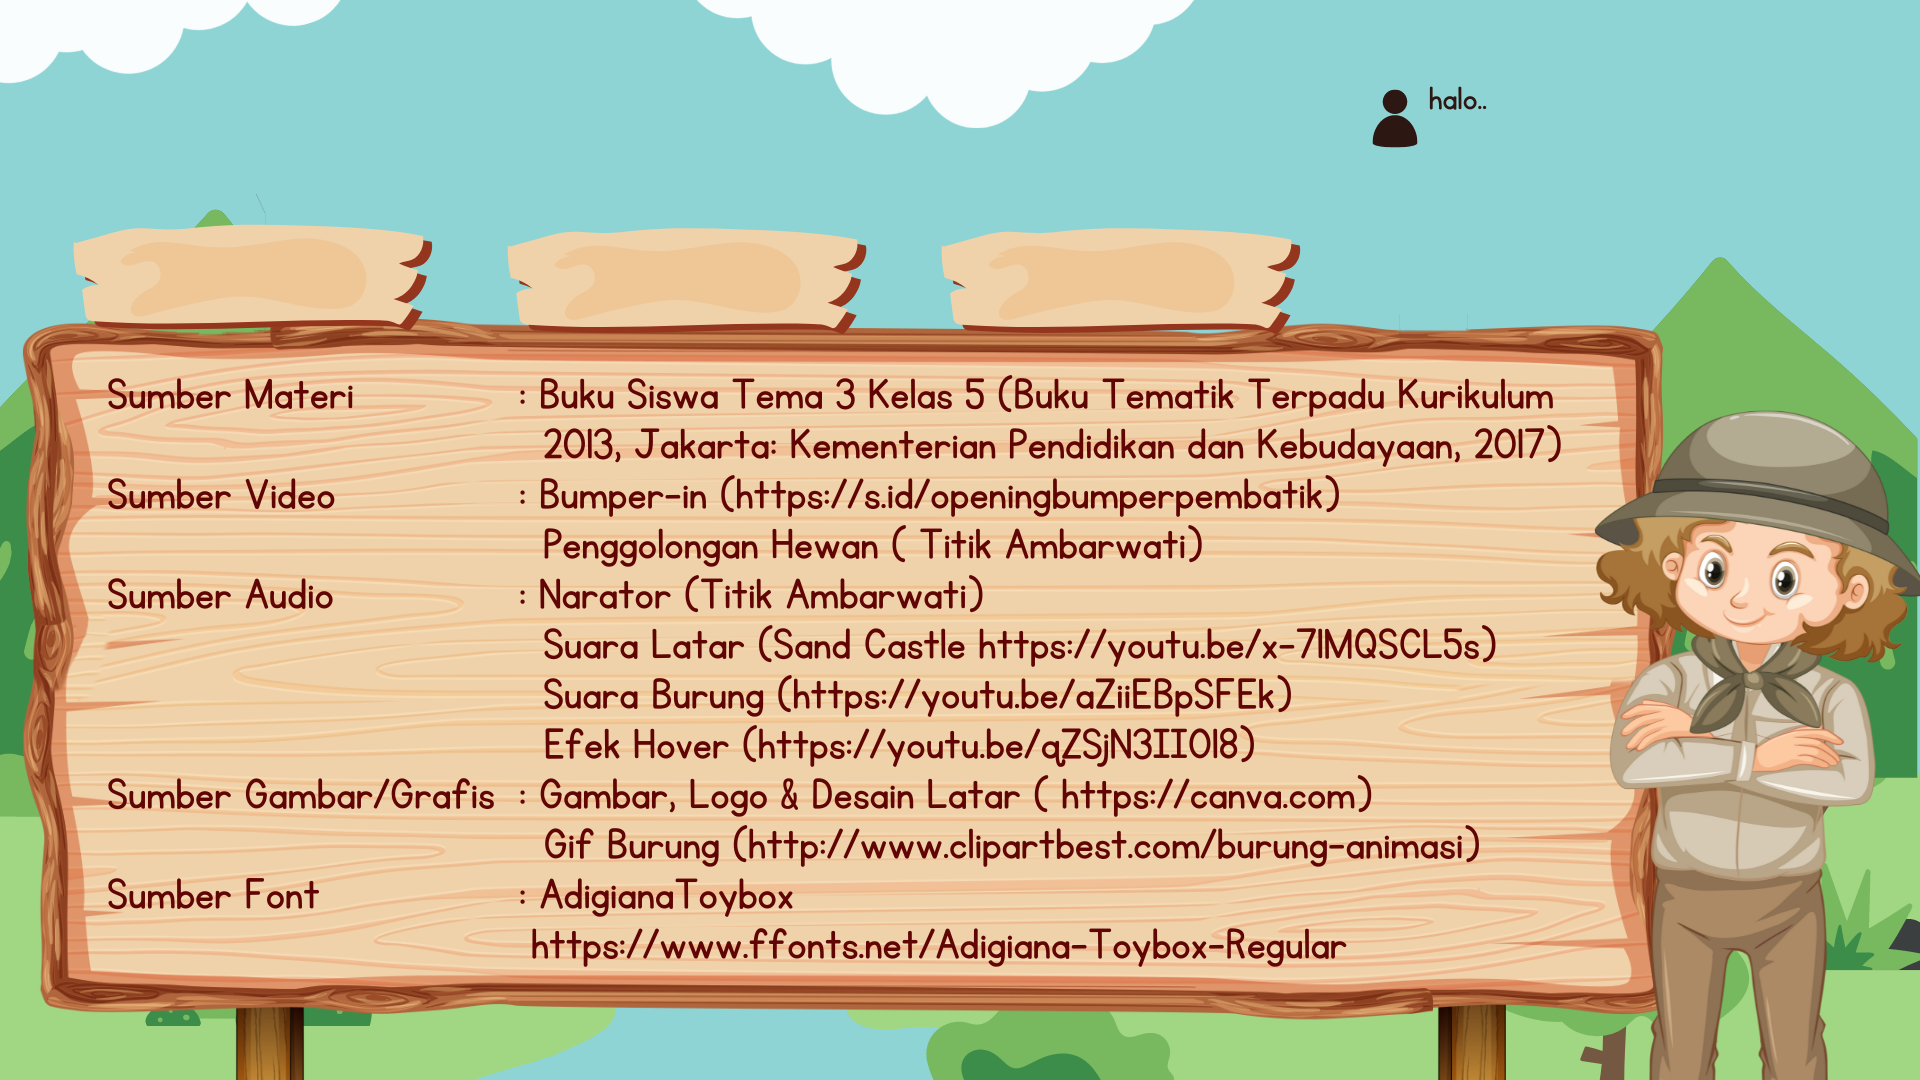 halo..
Sumber Materi : Buku Siswa Tema 3 Kelas 5 (Buku Tematik Terpadu Kurikulum
2013, Jakarta: Kementerian Pendidikan dan Kebudayaan, 2017)
Sumber Video : Bumper-in (https://s.id/openingbumperpembatik)
Penggolongan Hewan ( Titik Ambarwati)
Sumber Audio : Narator (Titik Ambarwati)
Suara Latar (Sand Castle https://youtu.be/x-71MQSCL5s)
Suara Burung (https://youtu.be/aZiiEBpSFEk)
Efek Hover (https://youtu.be/qZSjN3II018)
Sumber Gambar/Grafis : Gambar, Logo & Desain Latar ( https://canva.com)
Gif Burung (http://www.clipartbest.com/burung-animasi)
Sumber Font : AdigianaToybox
https://www.ffonts.net/Adigiana-Toybox-Regular